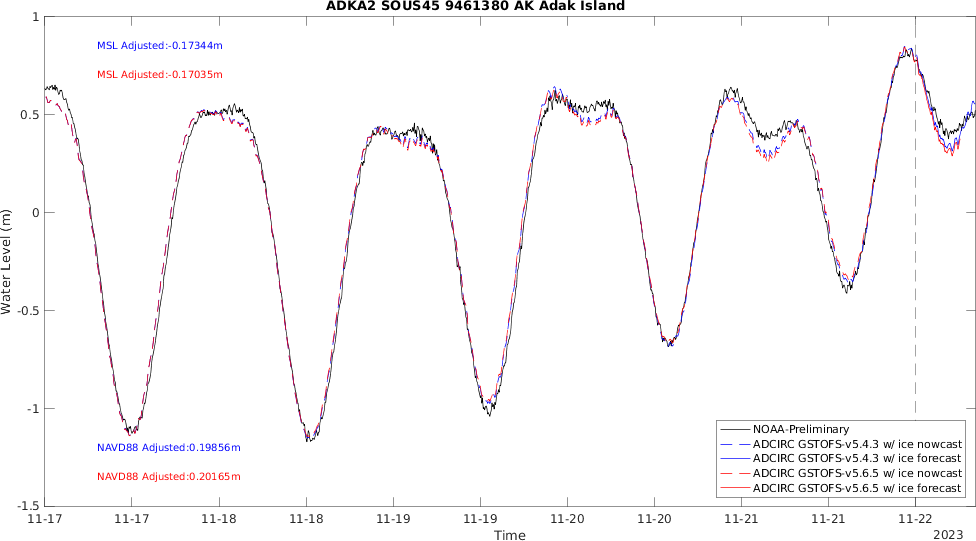 ADKA2 SOUS45 9461380 AK Adak Island
1
MSL Adjusted:-0.17344m
MSL Adjusted:-0.17035m
0.5
0
Water Level (m)
-0.5
-1
NOAA-Preliminary
ADCIRC GSTOFS-v5.4.3 w/ ice nowcast
NAVD88 Adjusted:0.19856m
ADCIRC GSTOFS-v5.4.3 w/ ice forecast
ADCIRC GSTOFS-v5.6.5 w/ ice nowcast
NAVD88 Adjusted:0.20165m
ADCIRC GSTOFS-v5.6.5 w/ ice forecast
-1.5
11-17 11-17 11-18 11-18 11-19 11-19 11-20 11-20 11-21 11-21 11-22
Time
2023